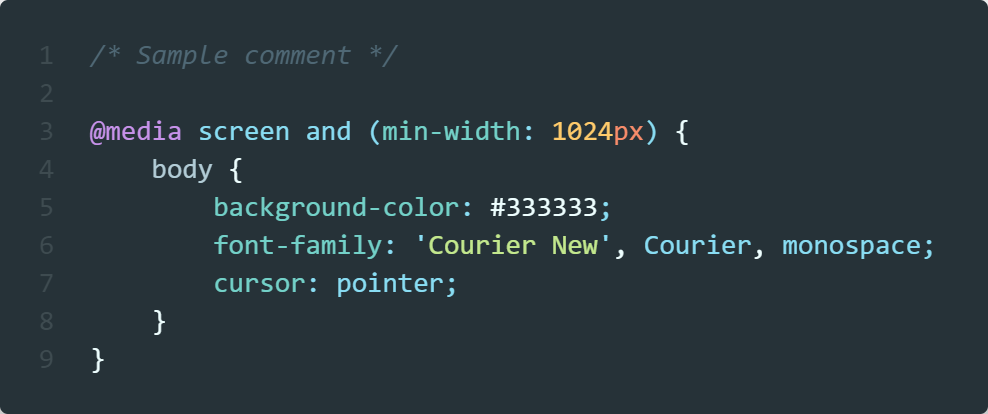 1 /* Sample comment */
2
3 @media screen and (min-width: 1024px) {
4 body {
5 background-color: #333333;
6 font-family: 'Courier New', Courier, monospace;
7 cursor: pointer;
8 }
9 }